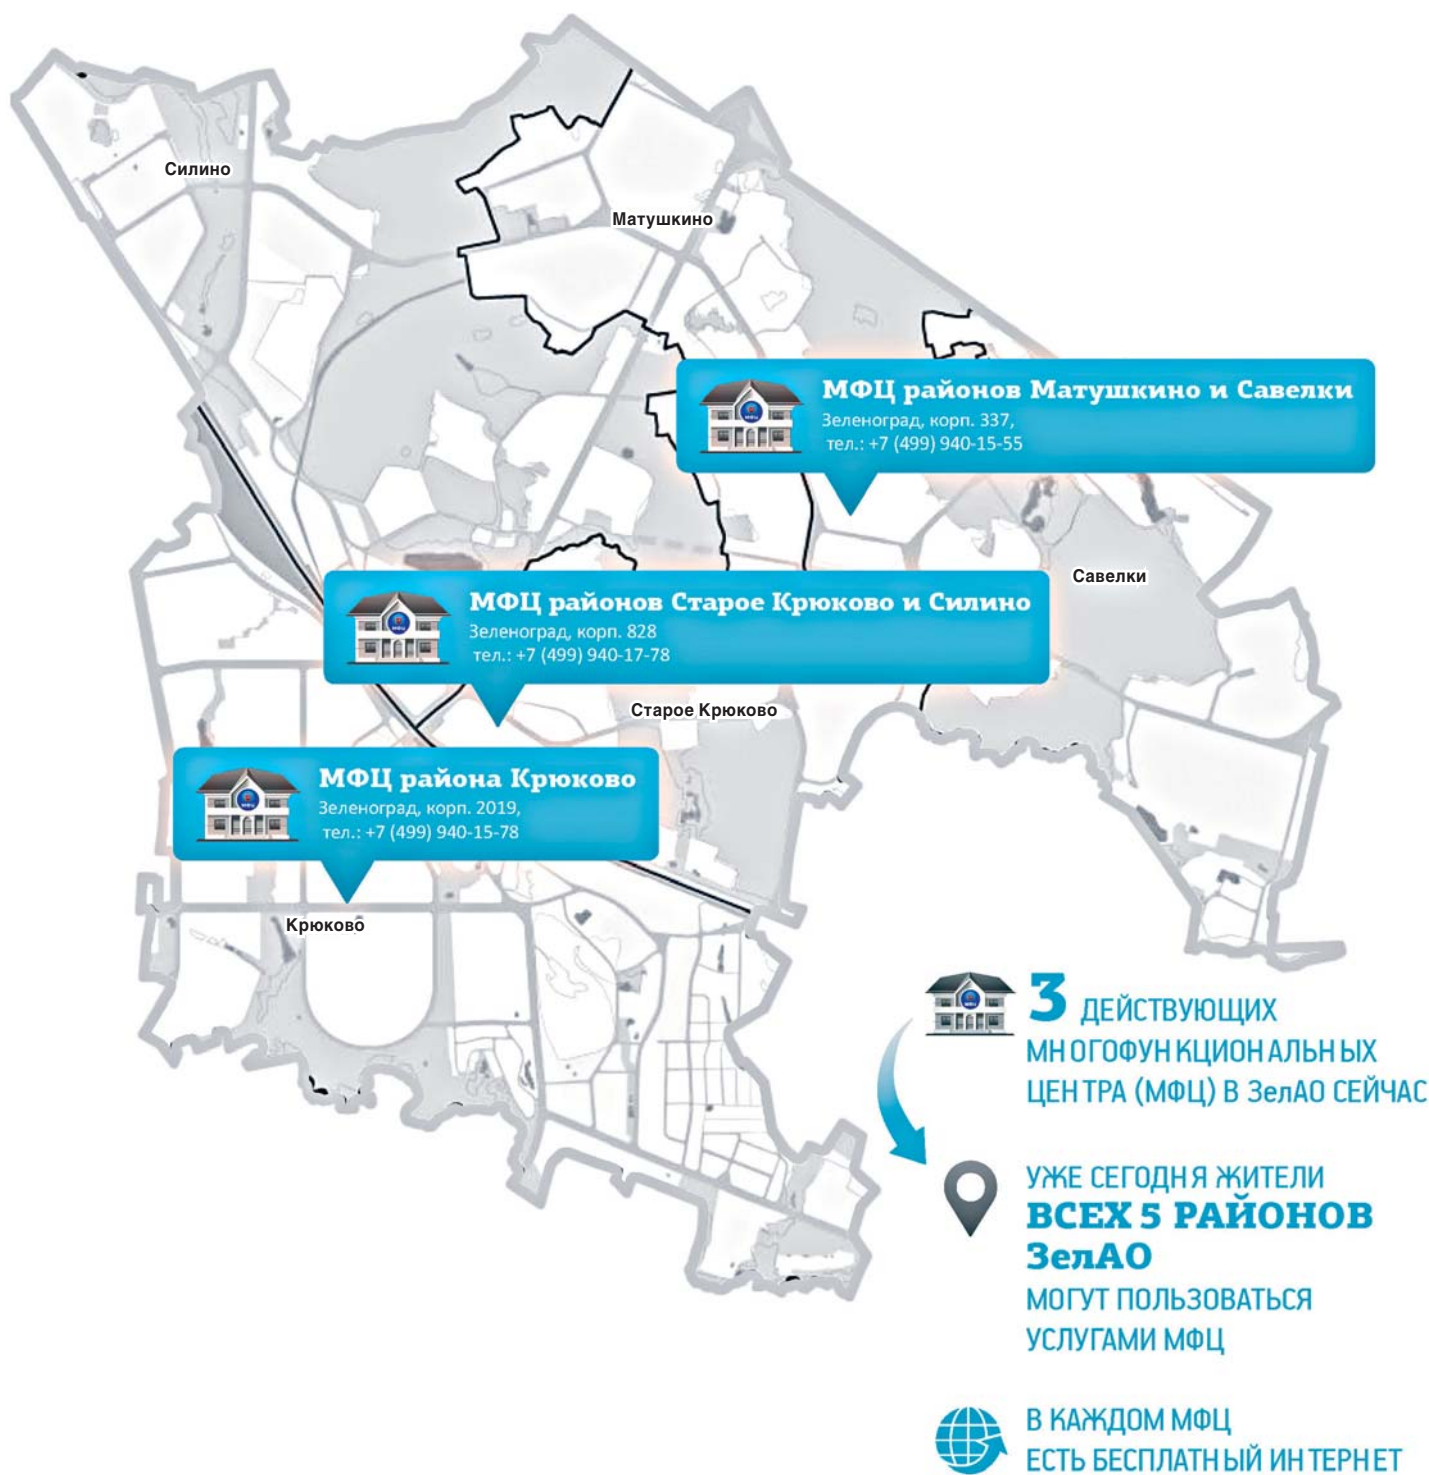 Силино
Матушкино
МФЦ районов Матушкино и Савелки
Зеленоград, корп. 337,
тел.: +7 (499) 940-15-55
Савелки
МФЦ районов Старое Крюково и Силино
Зеленоград, корп. 828
тел.: +7 (499) 940-17-78
Старое Крюково
МФЦ района Крюково
Зеленоград, корп. 2019,
тел.: +7 (499) 940-15-78
Крюково
3 ДЕЙСТВУЮЩИХ
МНОГОФУНКЦИОНАЛЬНЫХ
ЦЕНТРА (МФЦ) В ЗелАО СЕЙЧАС
УЖЕ СЕГОДНЯ ЖИТЕЛИ
ВСЕХ 5 РАЙОНОВ
ЗелАО
МОГУТ ПОЛЬЗОВАТЬСЯ
УСЛУГАМИ МФЦ
В КАЖДОМ МФЦ
ЕСТЬ БЕСПЛАТНЫЙ ИНТЕРНЕТ